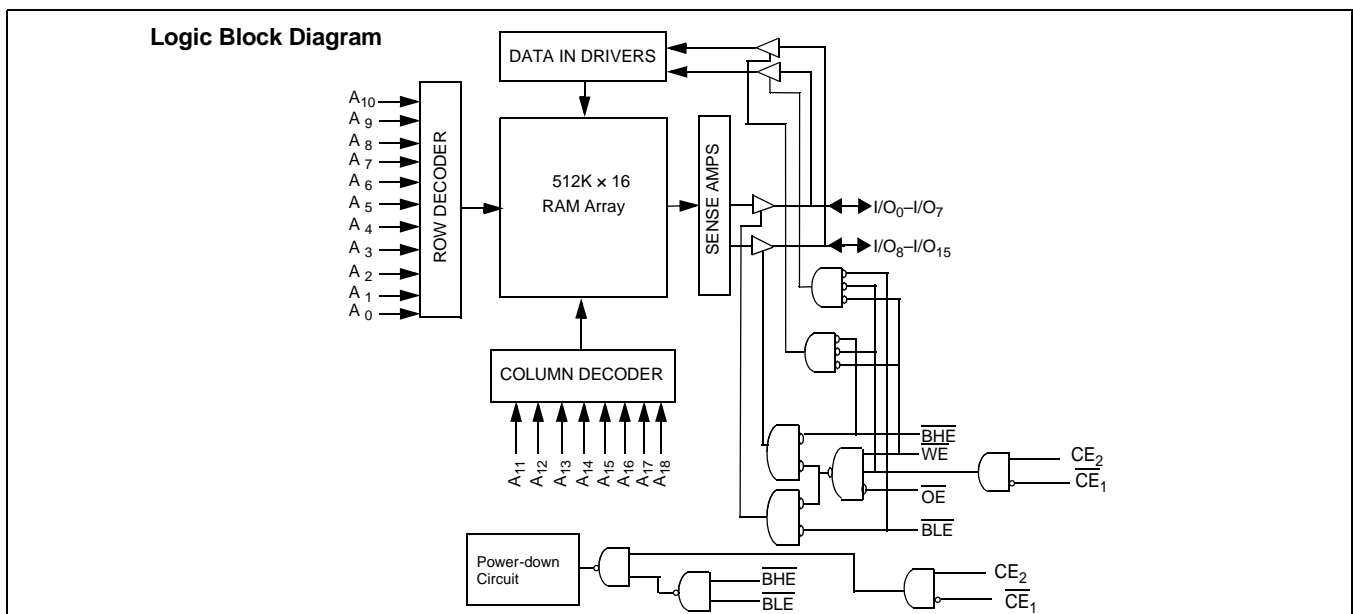 Logic Block Diagram
DATA IN DRIVERS
A10
A9
A8
A7
A6
A5
A4
A3
A2
A1
A0
ROW DECODER
512K × 16
RAM Array
SENSE AMPS
I/O0–I/O7
I/O8–I/O15
COLUMN DECODER
A11
A12
A13
A14
A15
A16
A17
A18
BHE
WE
CE2
CE1
OE
BLE
Power-down
Circuit
BHE
BLE
CE2
CE1